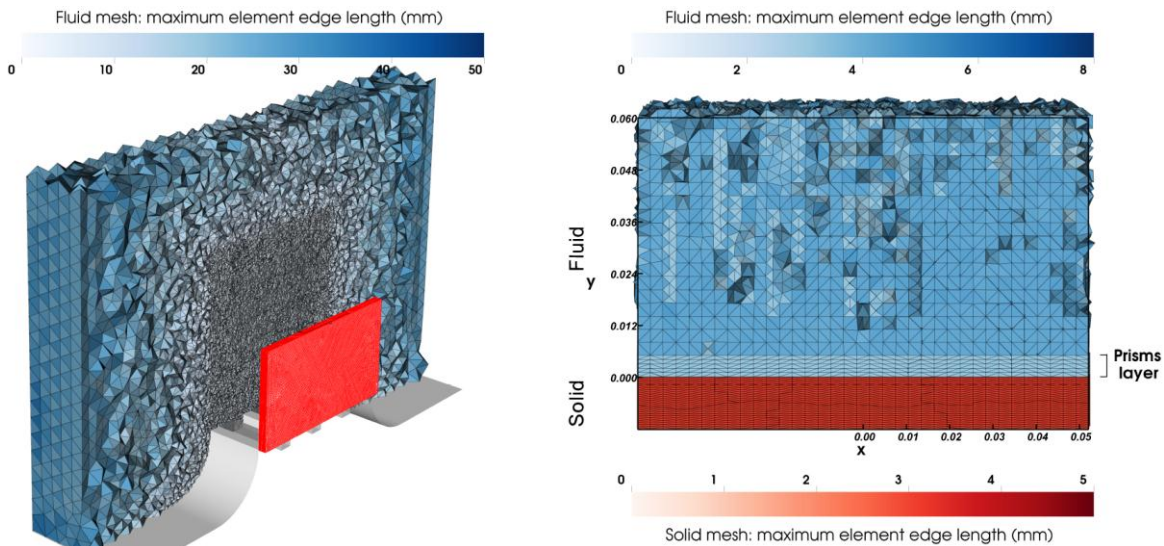 Fluid mesh: maximum element edge length (mm)
0 10 20 30 40 50
Fluid mesh: maximum element edge length (mm)
0 2 4 6 8
0.060
0.048
0.036
Fluid
y
0.024
0.012
Prisms
layer
0.000
Solid
0.00 0.01 0.02 0.03 0.04 0.05
x
0 1 2 3 4 5
Solid mesh: maximum element edge length (mm)